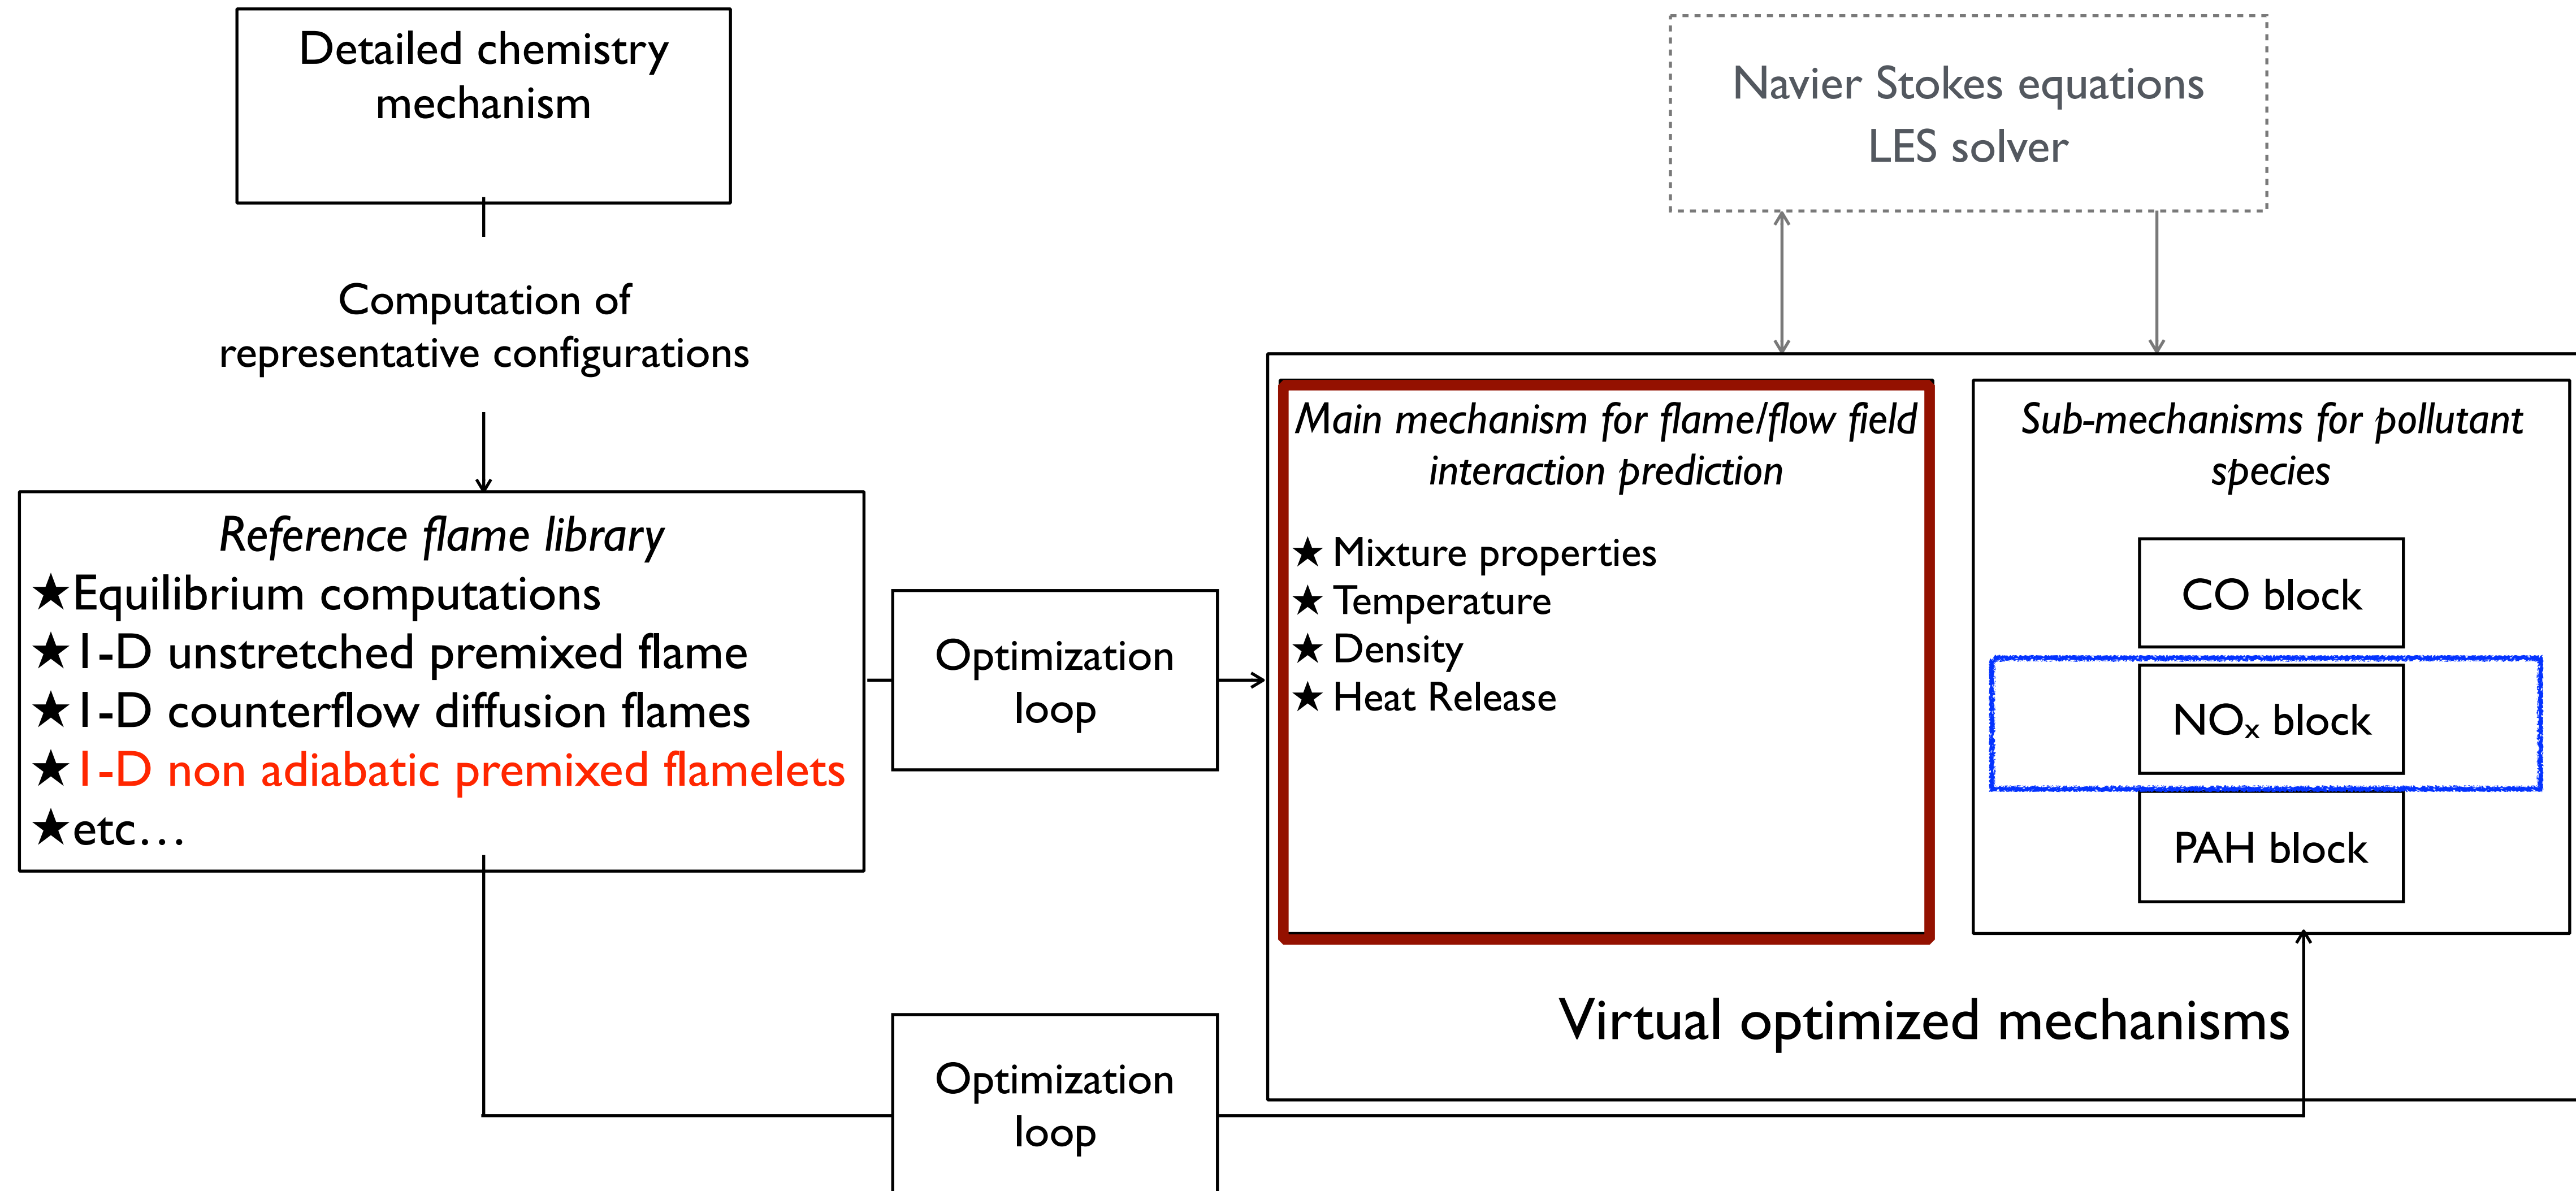 Detailed chemistry
mechanism
Computation of
representative configurations
Reference flame library
★Equilibrium computations
★1-D unstretched premixed flame
★1-D counterflow diffusion flames
★1-D non adiabatic premixed flamelets
★etc…
Optimization
loop
Optimization
loop
Navier Stokes equations
LES solver
Main mechanism for flame/flow field
interaction prediction
★ Mixture properties
★ Temperature
★ Density
★ Heat Release
Sub-mechanisms for pollutant
species
CO block
NOₓ block
PAH block
Virtual optimized mechanisms